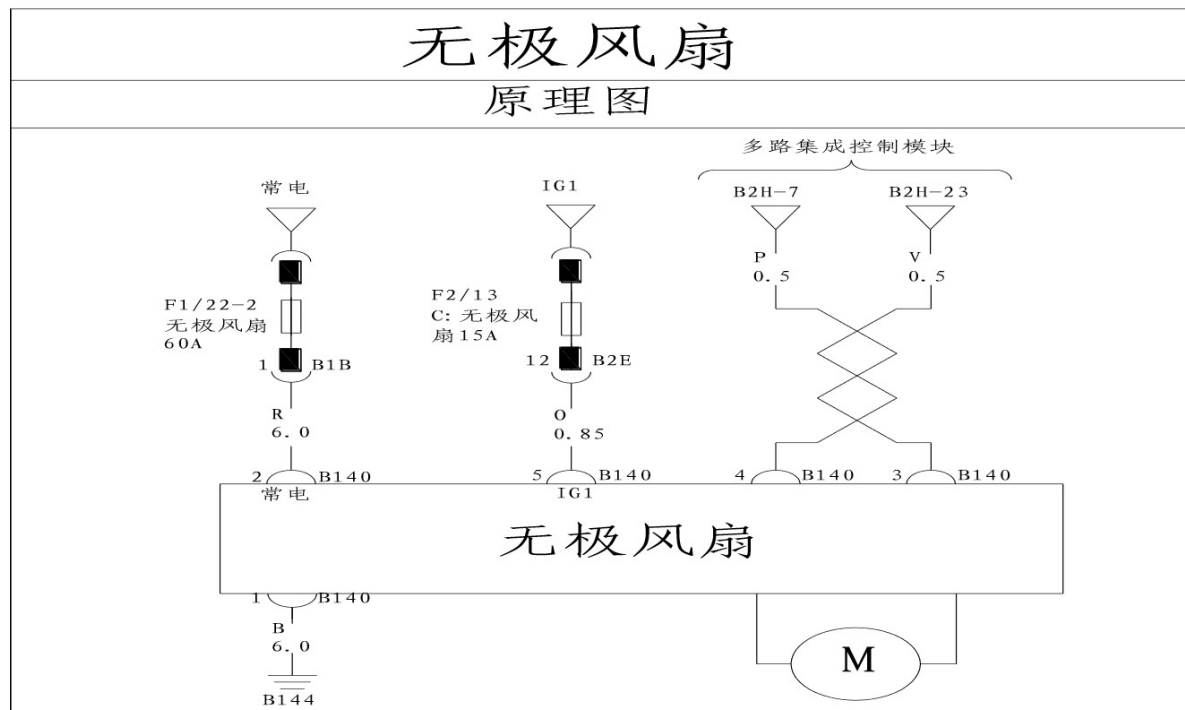 无极风扇
原理图
多路集成控制模块
常电
IG1
B2H-7
B2H-23
P
0.5
V
0.5
F1/22-2
无极风扇
60A
F2/13
C:无极风
扇15A
1
B1B
12
B2E
R
6.0
O
0.85
2
B140
5
B140
4
B140
3
B140
常电
IG1
无极风扇
1
B140
B
6.0
B144
M